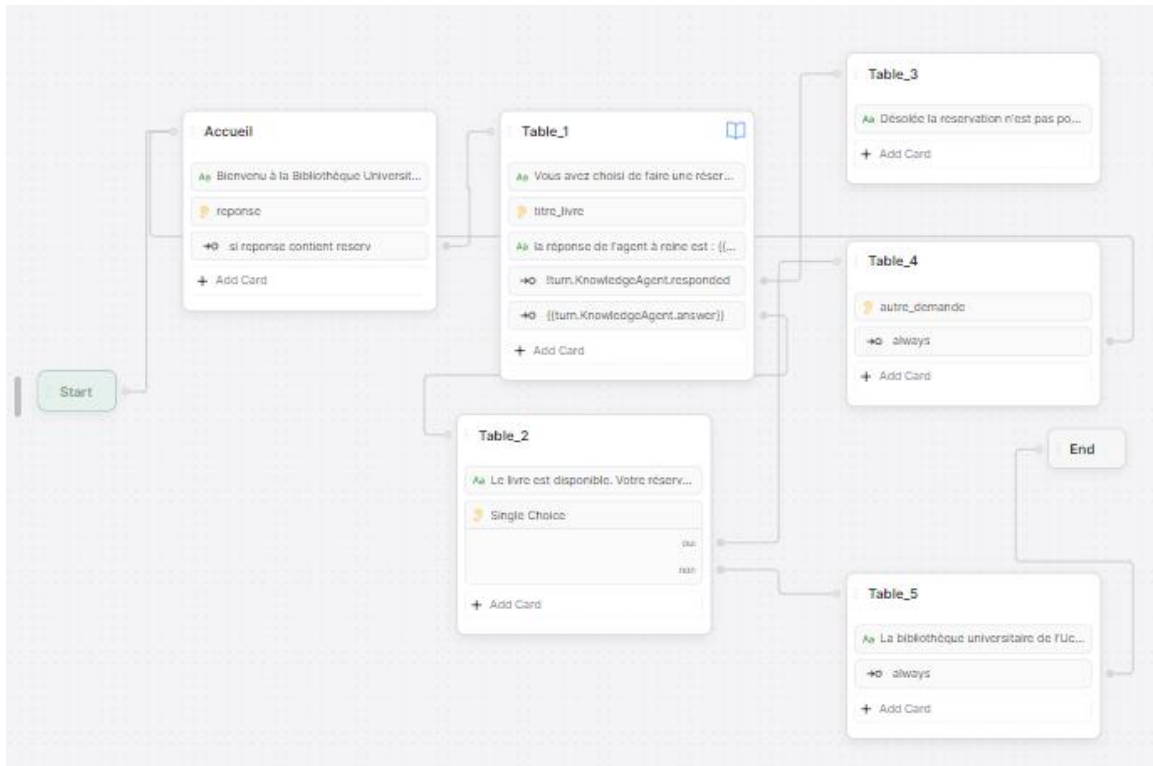 Start
Accueil
Bienvenu à la Bibliothèque Universit...
reponse
si reponse contient reserv
Add Card
Table_1
Vous avez choisi de faire une réser...
titre_livre
la réponse de l'agent à reine est : {{(...
!turn.KnowledgeAgent.responded
{{turn.KnowledgeAgent.answer}}
Add Card
Table_2
Le livre est disponible. Votre réserv...
Single Choice
oui
non
Add Card
Table_3
Désolée la reservation n'est pas po...
Add Card
Table_4
autre_demande
always
Add Card
End
Table_5
La bibliothèque universitaire de l'Uc...
always
Add Card